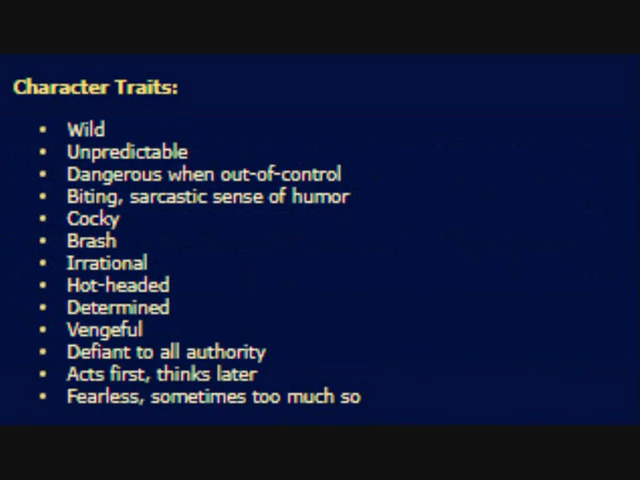 Character Traits:
• Wild
• Unpredictable
• Dangerous when out-of-control
• Biting, sarcastic sense of humor
• Cocky
• Brash
• Irrational
• Hot-headed
• Determined
• Vengeful
• Defiant to all authority
• Acts first, thinks later
• Fearless, sometimes too much so